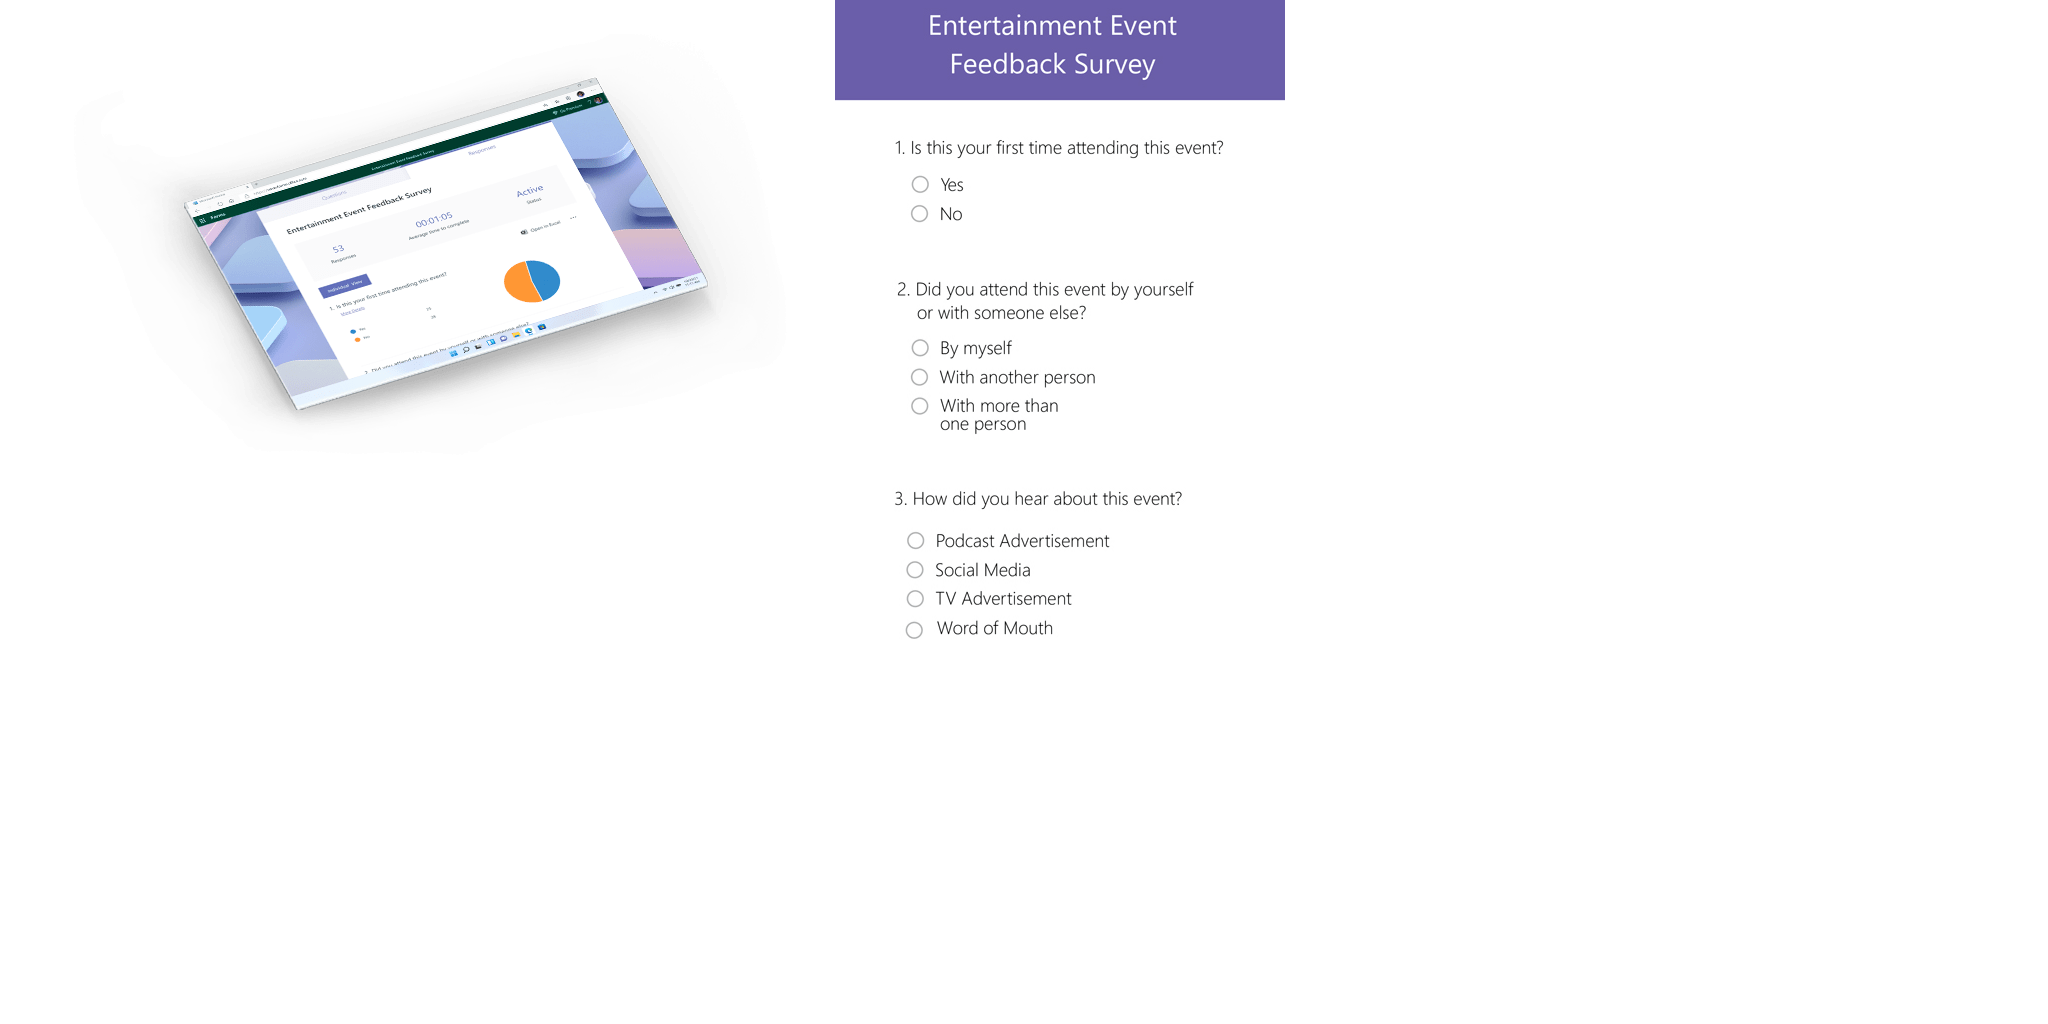 Forms
Entertainment Event Feedback Survey
Questions
Responses
Entertainment Event Feedback Survey
53
Responses
00:01:05
Average time to complete
Active
Status
Individual View
Open in Excel
1. Is this your first time attending this event?
More Details
Yes
No
2. Did you attend this event by yourself or with someone else?
Entertainment Event
Feedback Survey
1. Is this your first time attending this event?
Yes
No
2. Did you attend this event by yourself
or with someone else?
By myself
With another person
With more than
one person
3. How did you hear about this event?
Podcast Advertisement
Social Media
TV Advertisement
Word of Mouth